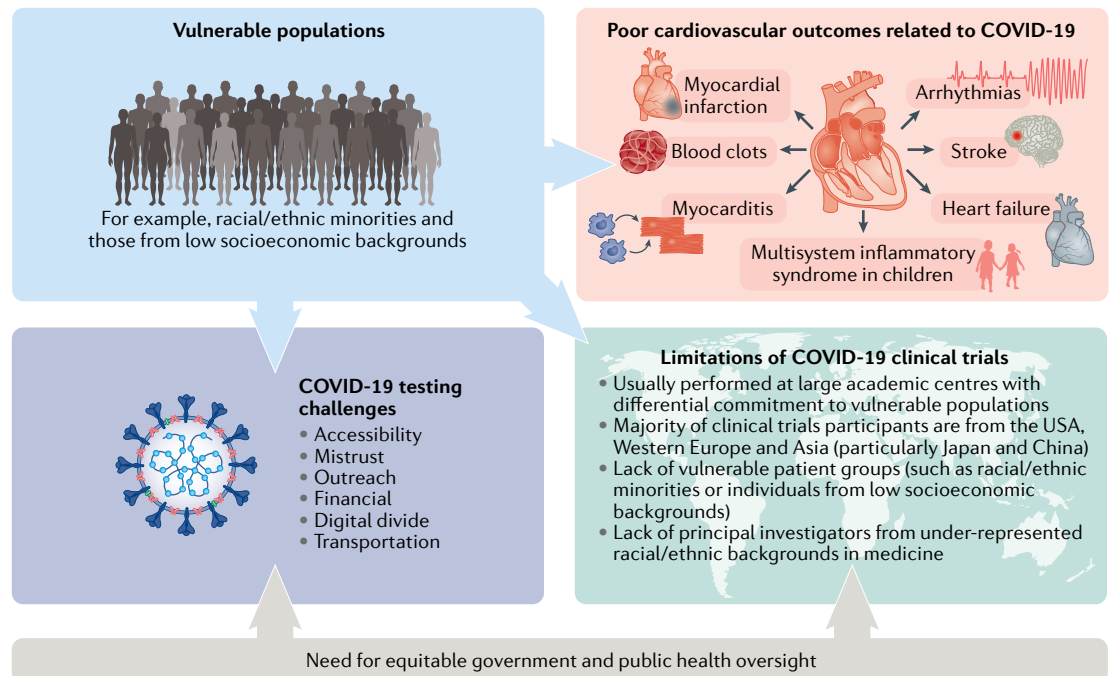 Vulnerable populations
For example, racial/ethnic minorities and
those from low socioeconomic backgrounds
Poor cardiovascular outcomes related to COVID-19
Myocardial
infarction
Arrhythmias
Blood clots
Stroke
Myocarditis
Heart failure
Multisystem inflammatory
syndrome in children
COVID-19 testing
challenges
• Accessibility
• Mistrust
• Outreach
• Financial
• Digital divide
• Transportation
Limitations of COVID-19 clinical trials
• Usually performed at large academic centres with
differential commitment to vulnerable populations
• Majority of clinical trials participants are from the USA,
Western Europe and Asia (particularly Japan and China)
• Lack of vulnerable patient groups (such as racial/ethnic
minorities or individuals from low socioeconomic
backgrounds)
• Lack of principal investigators from under-represented
racial/ethnic backgrounds in medicine
Need for equitable government and public health oversight